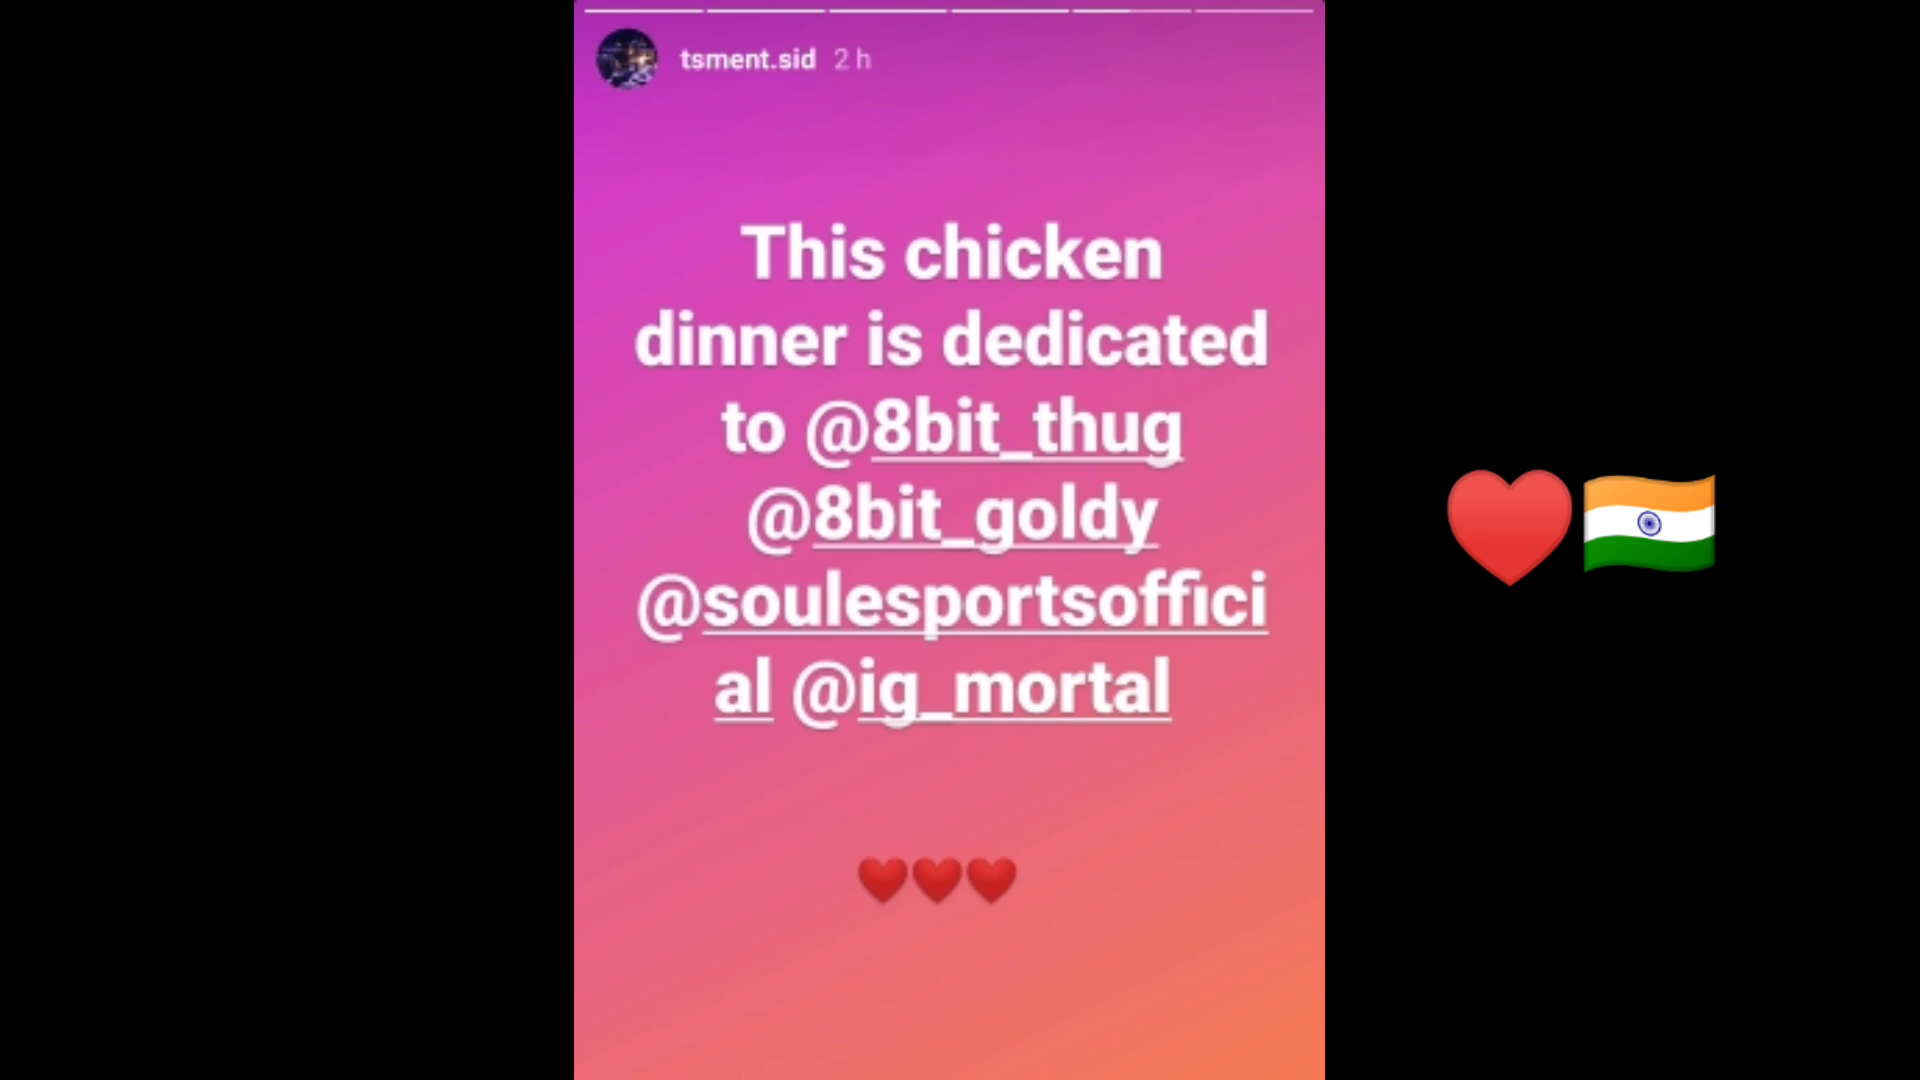 tsment.sid 2 h
This chicken
dinner is dedicated
to @8bit_thug
@8bit_goldy
@soulesportsoffici
al @ig_mortal